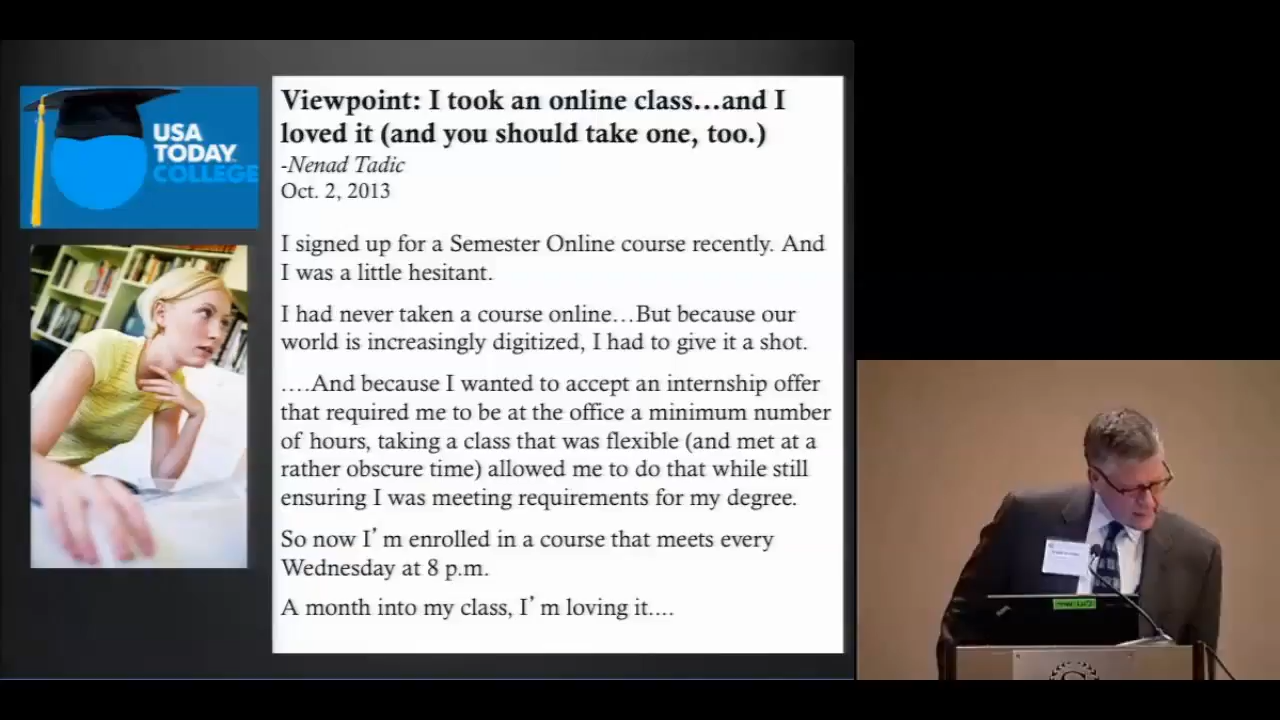 USA
TODAY
COLLEGE
Viewpoint: I took an online class…and I
loved it (and you should take one, too.)
-Nenad Tadic
Oct. 2, 2013
I signed up for a Semester Online course recently. And
I was a little hesitant.
I had never taken a course online…But because our
world is increasingly digitized, I had to give it a shot.
….And because I wanted to accept an internship offer
that required me to be at the office a minimum number
of hours, taking a class that was flexible (and met at a
rather obscure time) allowed me to do that while still
ensuring I was meeting requirements for my degree.
So now I’m enrolled in a course that meets every
Wednesday at 8 p.m.
A month into my class, I’m loving it….